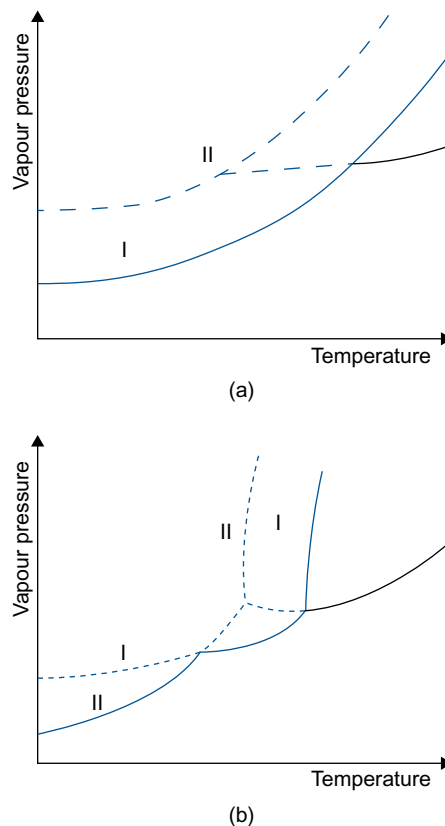 Vapour pressure
II
I
Temperature
(a)
Vapour pressure
II
I
I
II
Temperature
(b)